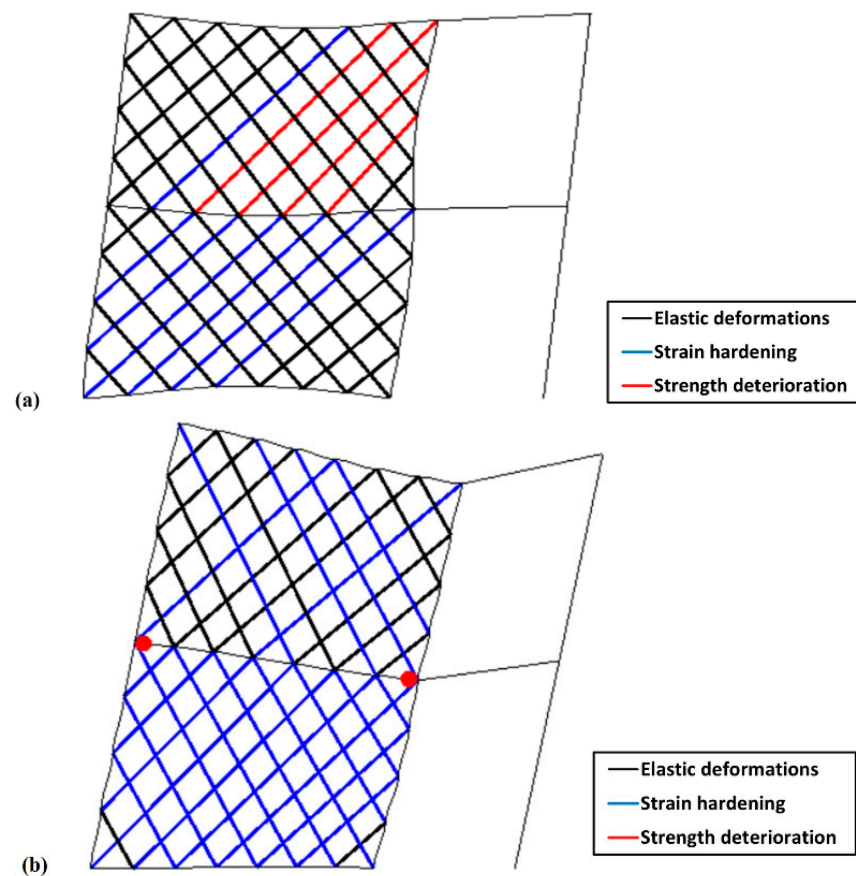 Elastic deformations
Strain hardening
Strength deterioration
(a)
Elastic deformations
Strain hardening
Strength deterioration
(b)